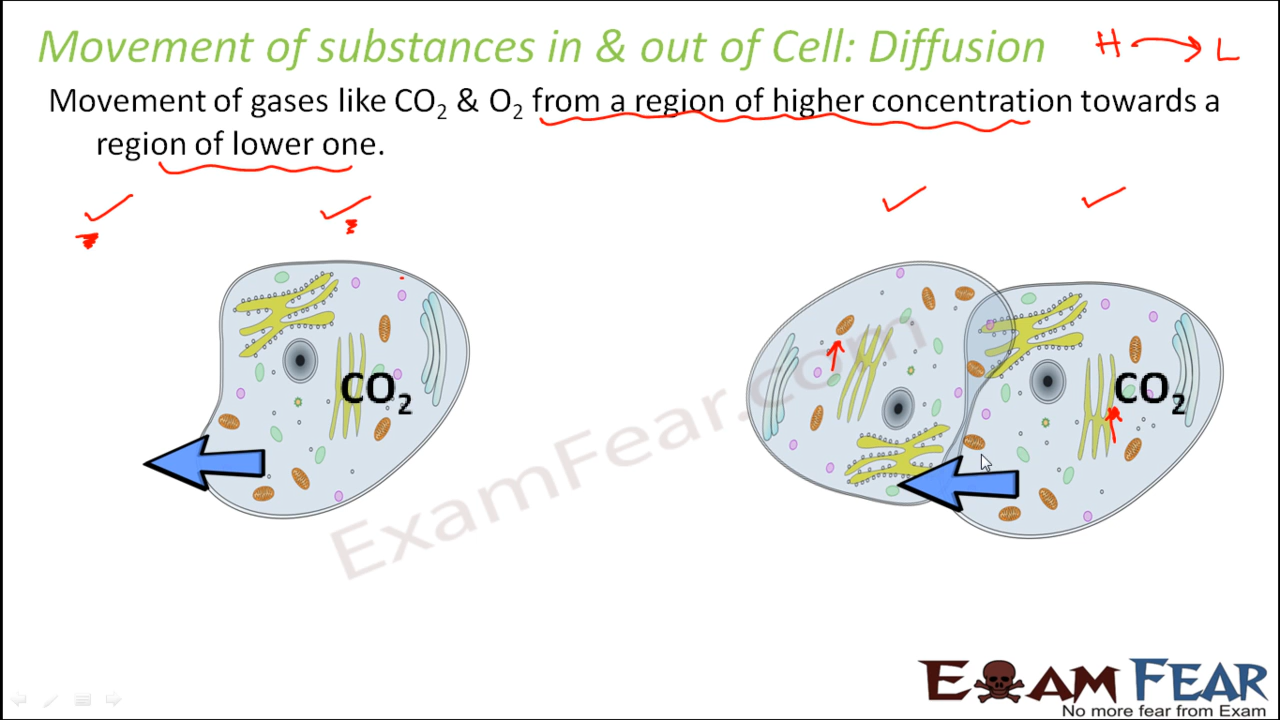 Movement of substances in & out of Cell: Diffusion
H → L
Movement of gases like CO₂ & O₂ from a region of higher concentration towards a
region of lower one.
CO₂
CO₂
ExamFear.com
EXAM FEAR
No more fear from Exam